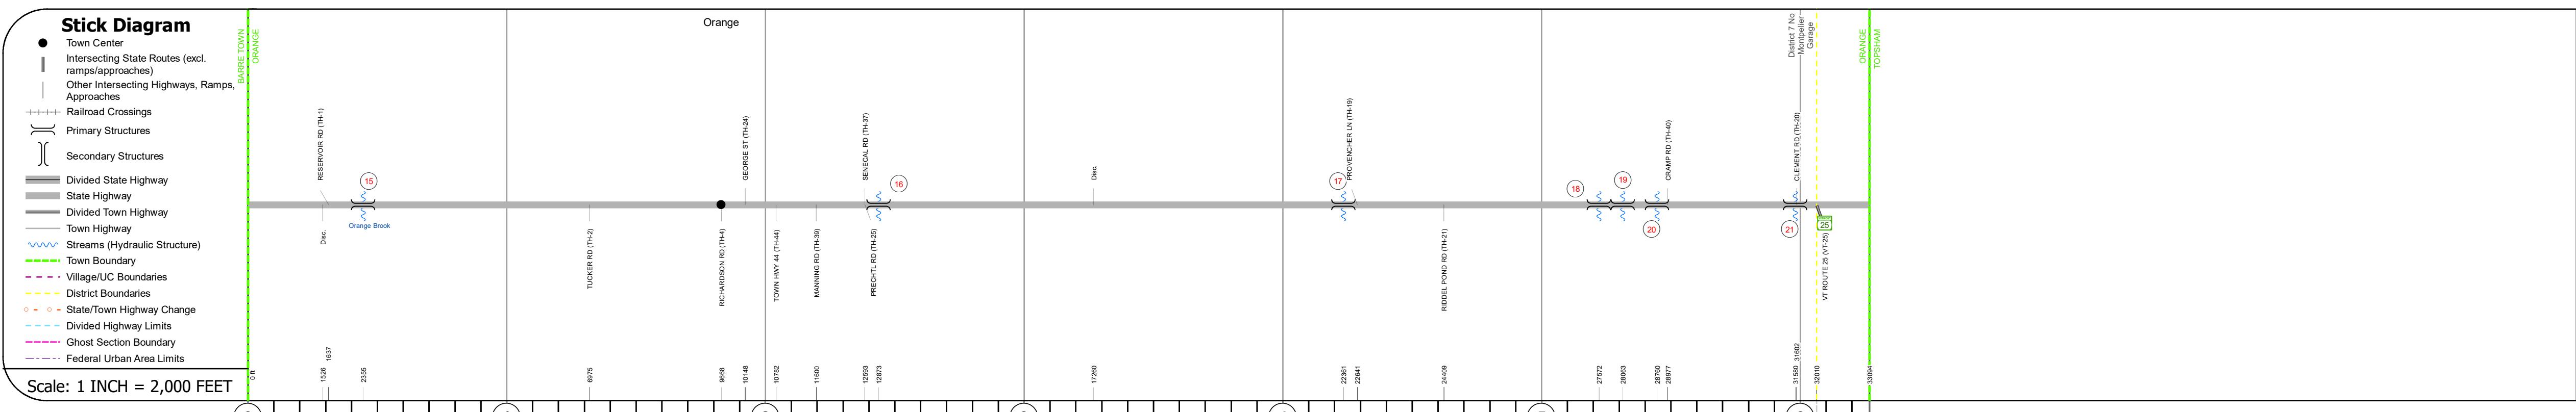 Stick Diagram
Town Center
Intersecting State Routes (excl.
ramps/approaches)
Other Intersecting Highways, Ramps,
Approaches
Railroad Crossings
Primary Structures
Secondary Structures
Divided State Highway
State Highway
Divided Town Highway
Town Highway
Streams (Hydraulic Structure)
Town Boundary
Village/UC Boundaries
District Boundaries
State/Town Highway Change
Divided Highway Limits
Ghost Section Boundary
Federal Urban Area Limits
Scale: 1 INCH = 2,000 FEET
BARRE TOWN
ORANGE
Orange
District 7 No
Montpelier
Garage
ORANGE
TOPSHAM
RESERVOIR RD (TH-1)
Disc.
15
Orange Brook
TUCKER RD (TH-2)
RICHARDSON RD (TH-4)
GEORGE ST (TH-24)
TOWN HWY 44 (TH-44)
MANNING RD (TH-39)
SENECAL RD (TH-37)
PRECHTL RD (TH-25)
16
Disc.
17
PROVENCHER LN (TH-19)
RIDDEL POND RD (TH-21)
18
19
20
CRAMP RD (TH-40)
CLEMENT RD (TH-20)
21
25
VT ROUTE 25 (VT-25)
0 ft
1526
1637
2355
6975
9668
10148
10782
11600
12593
12873
17260
22361
22641
24409
27572
28063
28760
28977
31580
31602
32010
33094